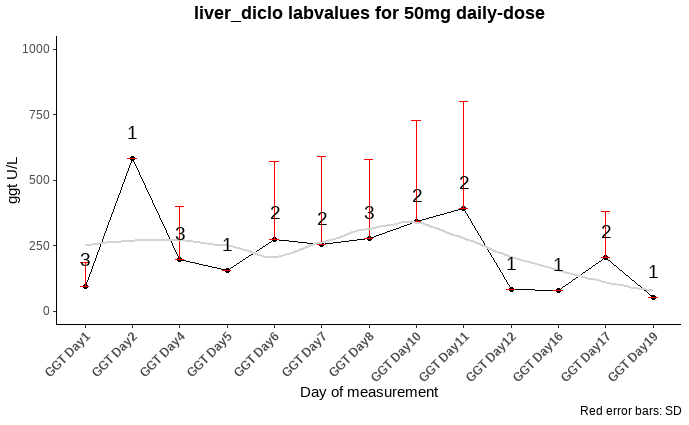 liver_diclo labvalues for 50mg daily-dose
1000
750
500
250
0
ggt U/L
3
1
3
1
2
2
3
2
2
1
1
2
1
GGT Day1
GGT Day2
GGT Day4
GGT Day5
GGT Day6
GGT Day7
GGT Day8
GGT Day10
GGT Day11
GGT Day12
GGT Day16
GGT Day17
GGT Day19
Day of measurement
Red error bars: SD